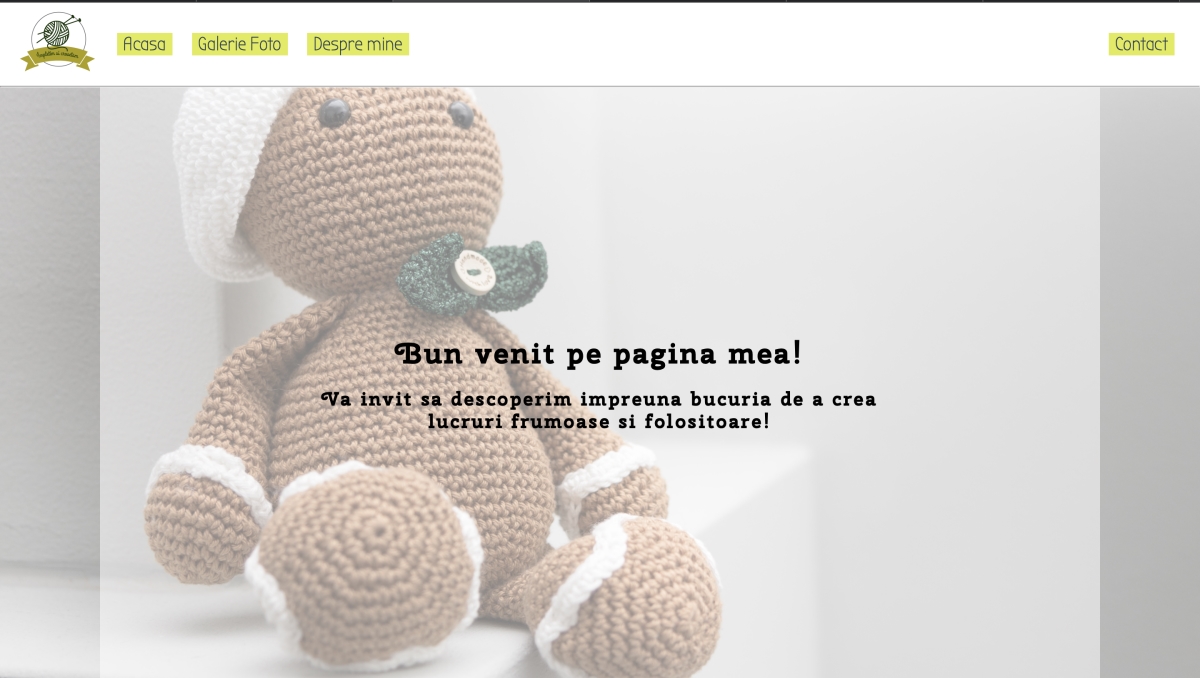 Acasa
Galerie Foto
Despre mine
Contact
Bun venit pe pagina mea!
Va invit sa descoperim impreuna bucuria de a crea
lucruri frumoase si folositoare!